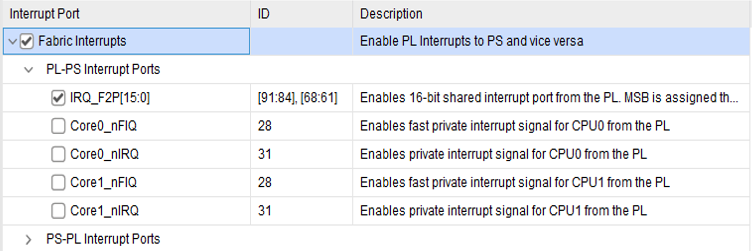 Interrupt Port ID Description
Fabric Interrupts Enable PL Interrupts to PS and vice versa
PL-PS Interrupt Ports
IRQ_F2P[15:0] [91:84], [68:61] Enables 16-bit shared interrupt port from the PL. MSB is assigned th...
Core0_nFIQ 28 Enables fast private interrupt signal for CPU0 from the PL
Core0_nIRQ 31 Enables private interrupt signal for CPU0 from the PL
Core1_nFIQ 28 Enables fast private interrupt signal for CPU1 from the PL
Core1_nIRQ 31 Enables private interrupt signal for CPU1 from the PL
PS-PL Interrupt Ports